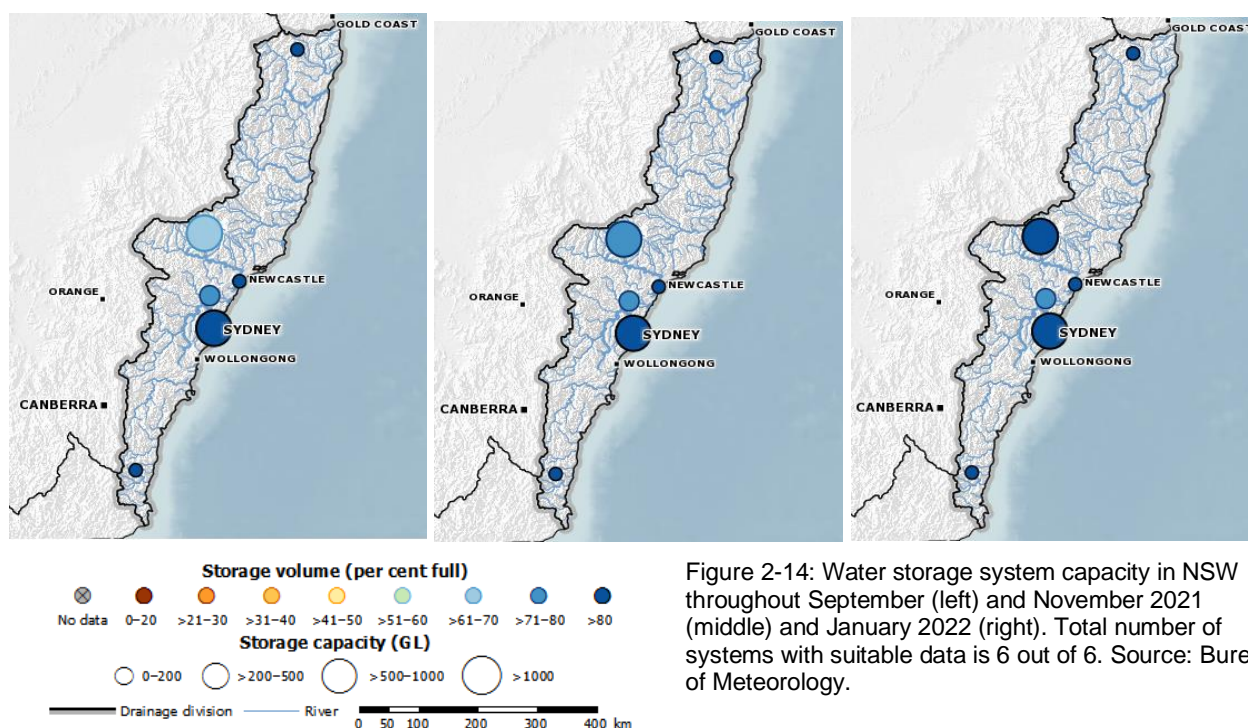 GOLD COAST
NEWCASTLE
ORANGE
SYDNEY
WOLLONGONG
CANBERRA
GOLD COAST
NEWCASTLE
ORANGE
SYDNEY
WOLLONGONG
CANBERRA
GOLD COAST
NEWCASTLE
ORANGE
SYDNEY
WOLLONGONG
CANBERRA
Storage volume (per cent full)
No data 0–20 >21–30 >31–40 >41–50 >51–60 >61–70 >71–80 >80
Storage capacity (GL)
0–200 >200–500 >500–1000 >1000
Drainage division River 0 50 100 200 300 400 km
Figure 2-14: Water storage system capacity in NSW
throughout September (left) and November 2021
(middle) and January 2022 (right). Total number of
systems with suitable data is 6 out of 6. Source: Bure
of Meteorology.